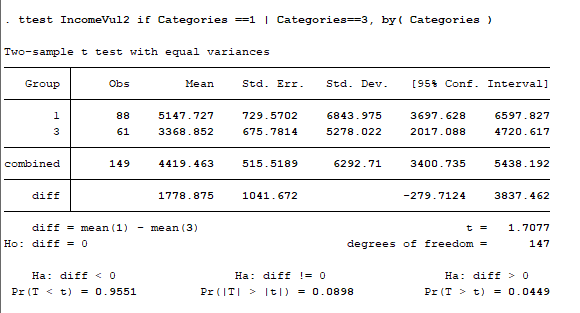 . ttest IncomeVul2 if Categories ==1 | Categories==3, by( Categories )
Two-sample t test with equal variances
Group Obs Mean Std. Err. Std. Dev. [95% Conf. Interval]
1 88 5147.727 729.5702 6843.975 3697.628 6597.827
3 61 3368.852 675.7814 5278.022 2017.088 4720.617
combined 149 4419.463 515.5189 6292.71 3400.735 5438.192
diff 1778.875 1041.672 -279.7124 3837.462
diff = mean(1) - mean(3) t = 1.7077
Ho: diff = 0 degrees of freedom = 147
Ha: diff < 0 Ha: diff != 0 Ha: diff > 0
Pr(T < t) = 0.9551 Pr(|T| > |t|) = 0.0898 Pr(T > t) = 0.0449